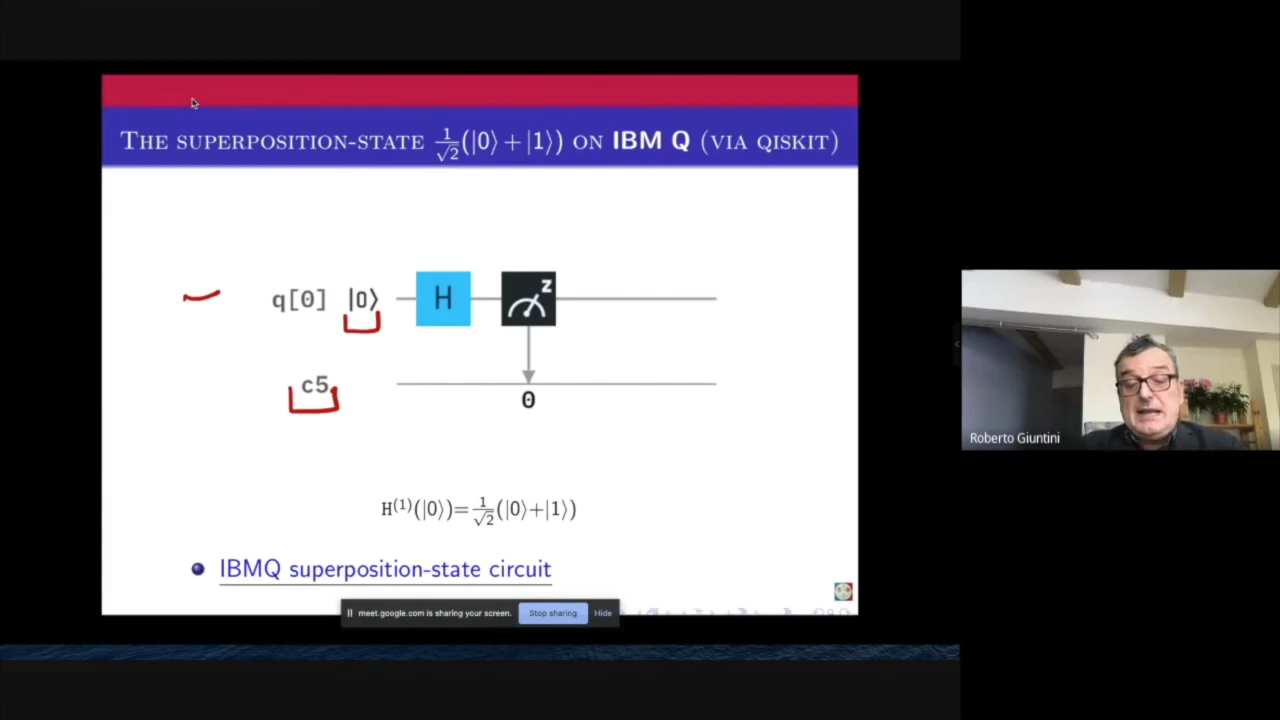 THE SUPERPOSITION-STATE 1/√2(|0⟩+|1⟩) ON IBM Q (VIA QISKIT)
q[0] |0⟩ H z
c5
0
H⁽¹⁾(|0⟩)=1/√2(|0⟩+|1⟩)
Roberto Giuntini
IBMQ superposition-state circuit
meet.google.com is sharing your screen. Stop sharing Hide